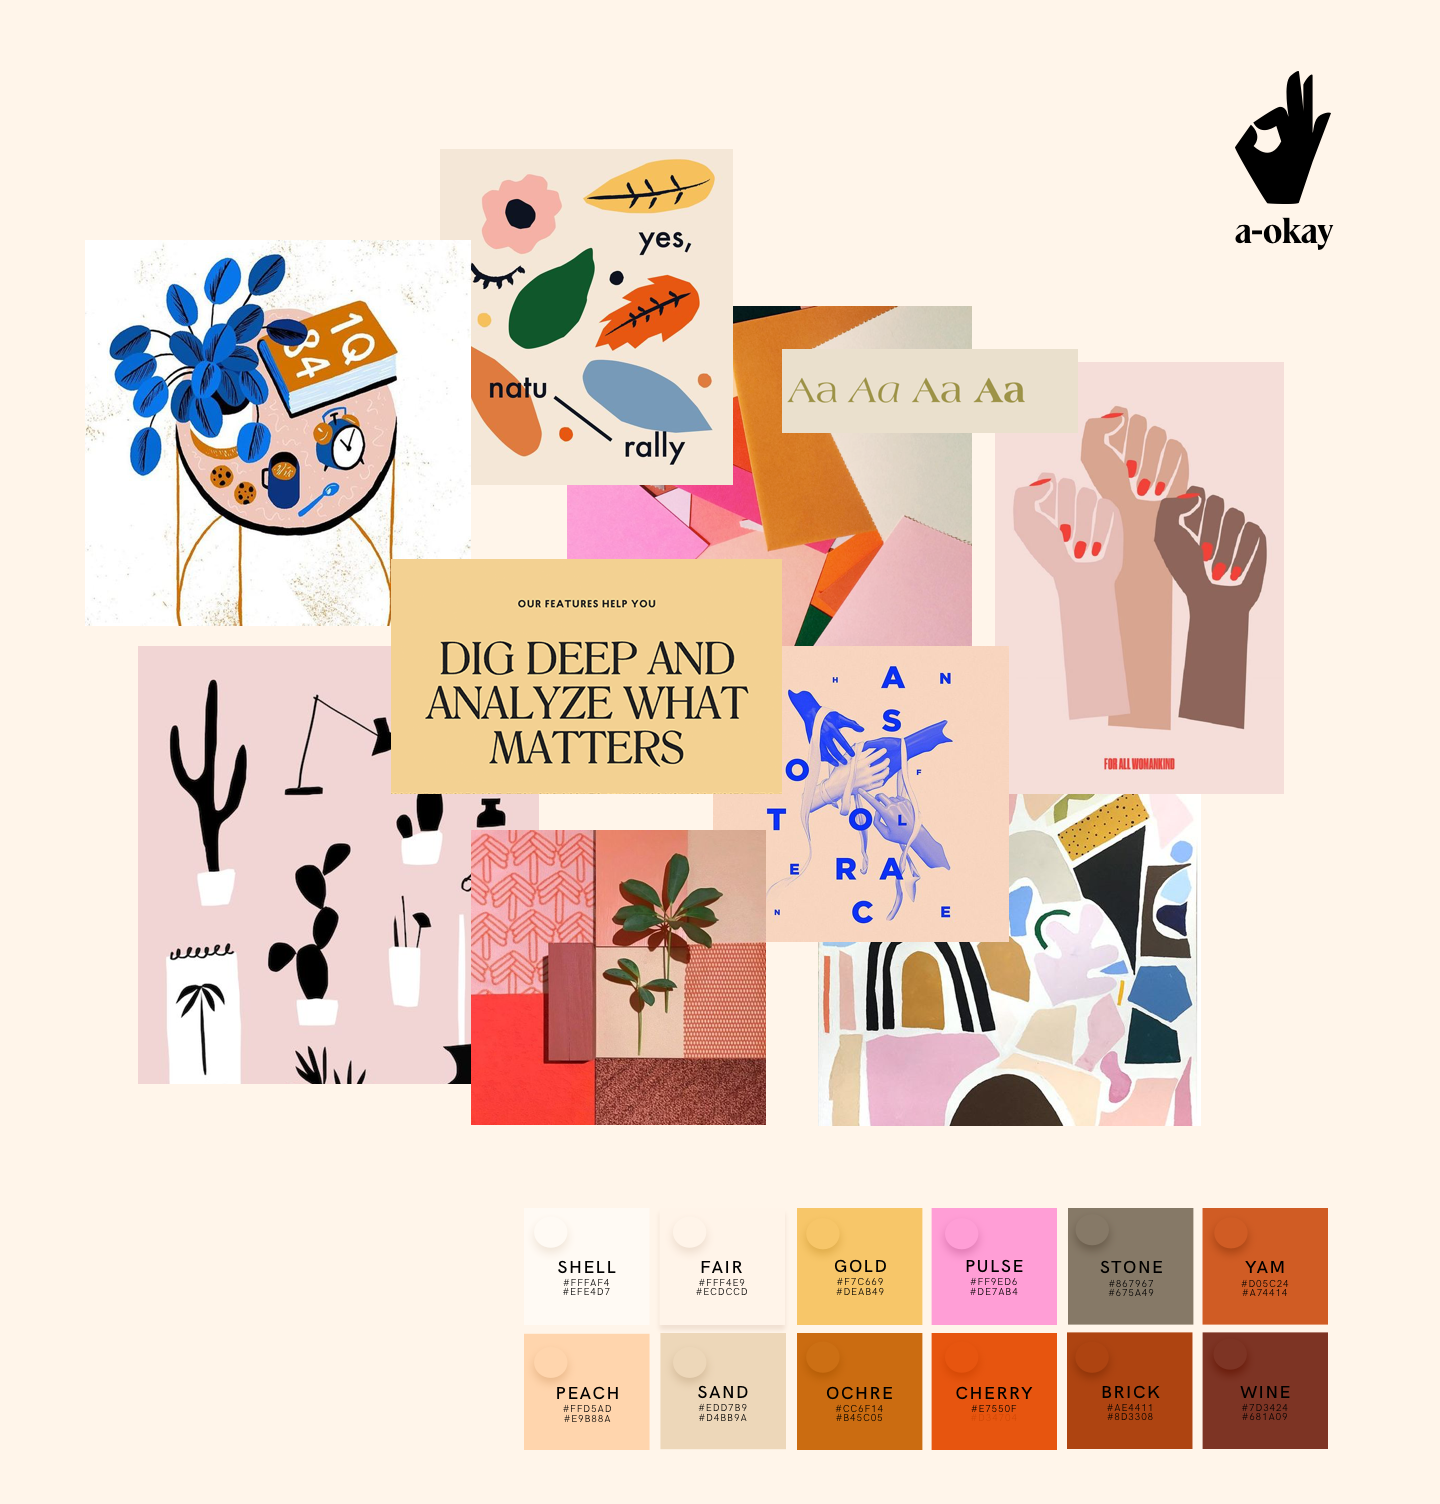 a-okay
yes,
natu
rally
1Q
84
Aa Aa Aa Aa
OUR FEATURES HELP YOU
DIG DEEP AND
ANALYZE WHAT
MATTERS
H A N
S
O F
T O L
E R A
N C E
FOR ALL WOMANKIND
SHELL
#FFFAF4
#EFE4D7
FAIR
#FFF4E9
#ECDCCD
GOLD
#F7C669
#DEAB49
PULSE
#FF9ED6
#DE7AB4
STONE
#867967
#675A49
YAM
#D05C24
#A74414
PEACH
#FFD5AD
#E9B88A
SAND
#EDD7B9
#D4BB9A
OCHRE
#CC6F14
#B45C05
CHERRY
#E7550F
BRICK
#AE4411
#8D3308
WINE
#7D3424
#681A09